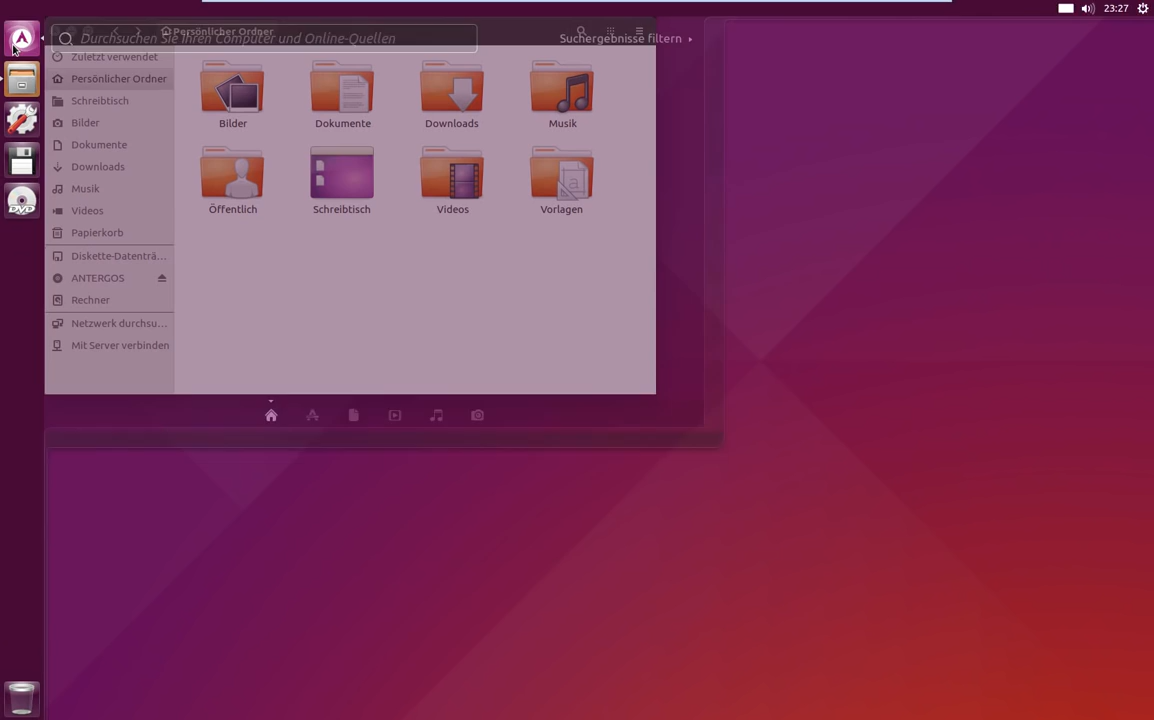 23:27
Persönlicher Ordner
Durchsuchen Sie Ihren Computer und Online-Quellen
Suchergebnisse filtern
Zuletzt verwendet
Persönlicher Ordner
Schreibtisch
Bilder
Dokumente
Downloads
Musik
Videos
Papierkorb
Diskette-Datenträ...
ANTERGOS
Rechner
Netzwerk durchsu...
Mit Server verbinden
Bilder
Dokumente
Downloads
Musik
Öffentlich
Schreibtisch
Videos
Vorlagen
DVD